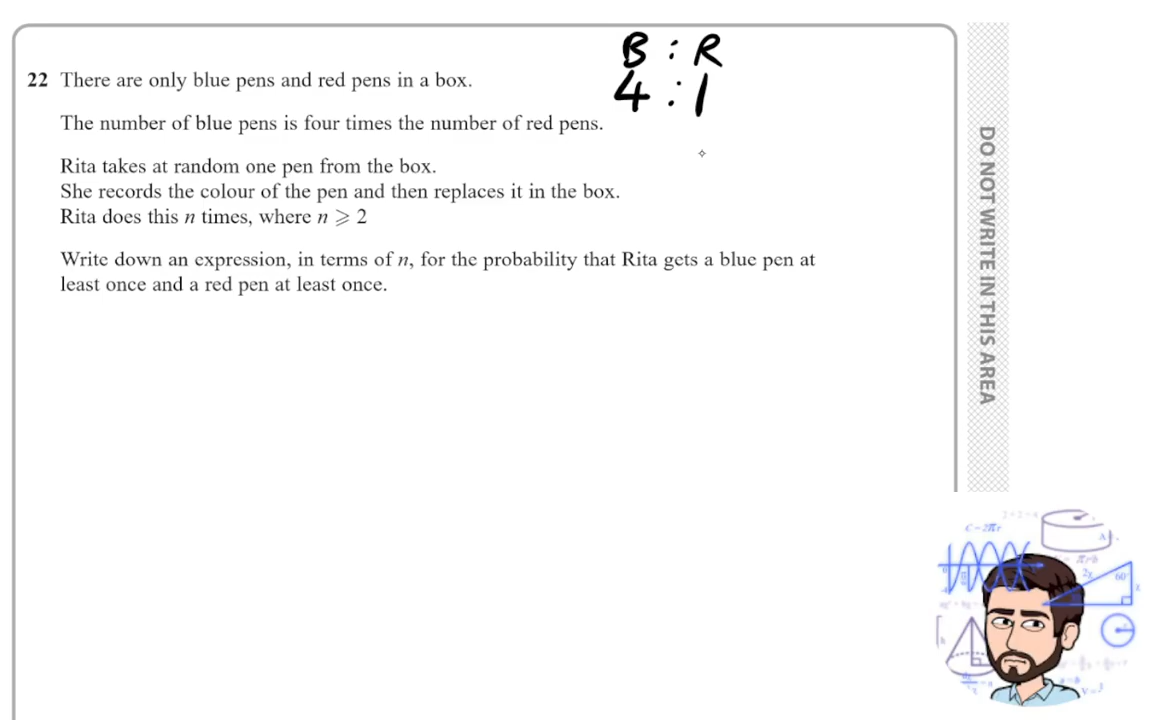 B : R
4 : 1
22 There are only blue pens and red pens in a box.
The number of blue pens is four times the number of red pens.
Rita takes at random one pen from the box.
She records the colour of the pen and then replaces it in the box.
Rita does this n times, where n ⩾ 2
Write down an expression, in terms of n, for the probability that Rita gets a blue pen at
least once and a red pen at least once.
DO NOT WRITE IN THIS AREA
C=2πr
2x
60°